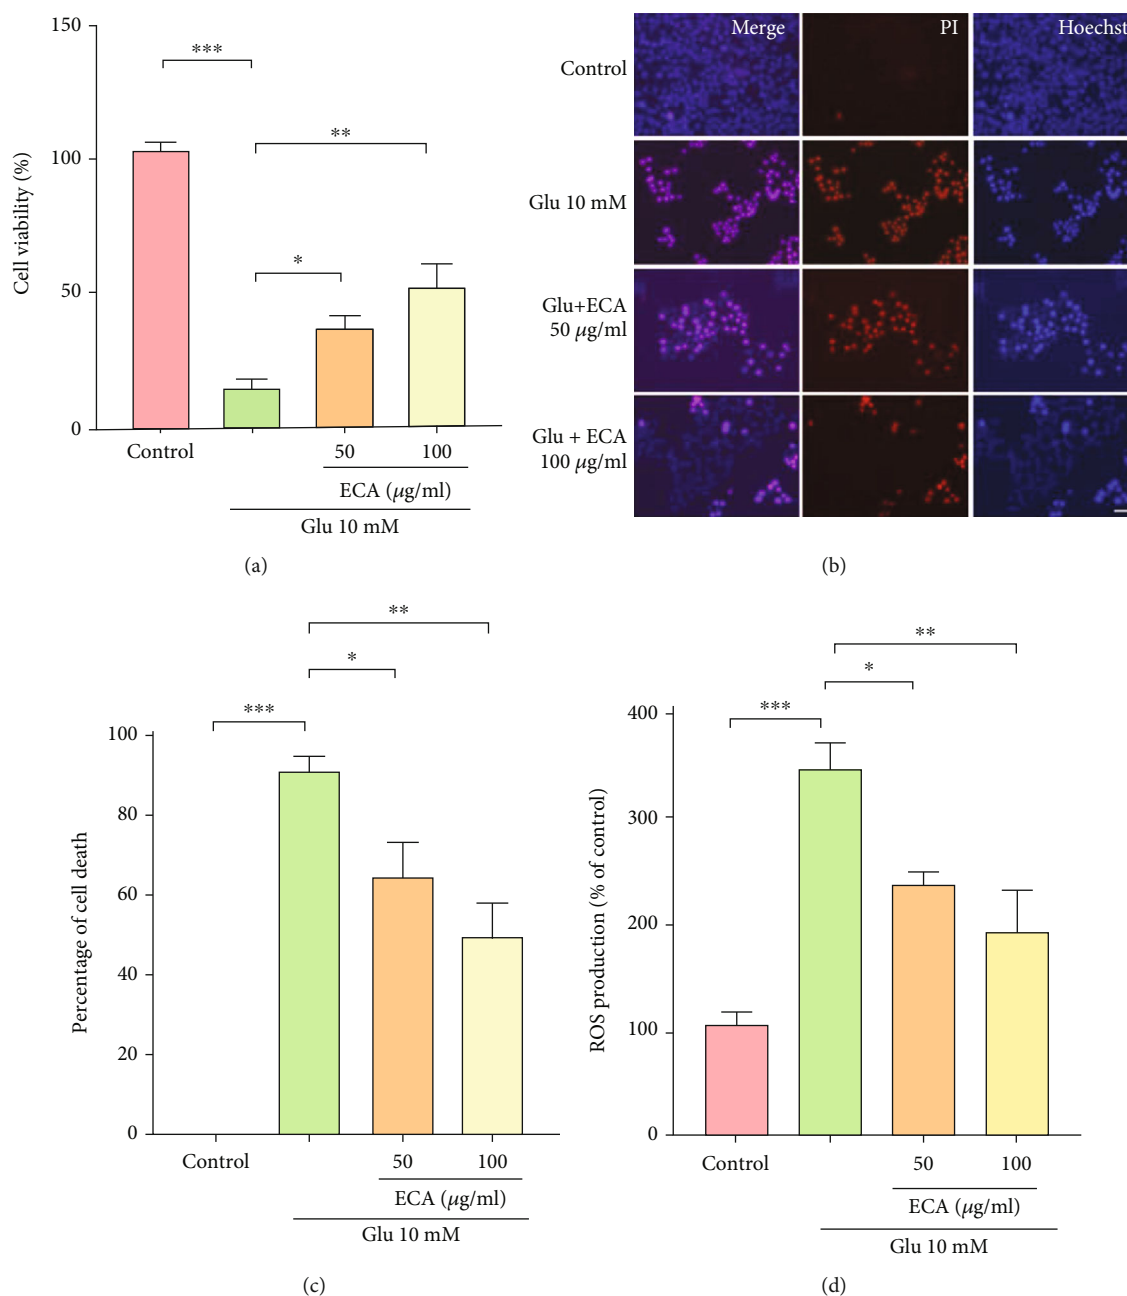 150
100
50
0
Cell viability (%)
***
**
*
Control
50
100
ECA (μg/ml)
Glu 10 mM
(a)
Merge
PI
Hoechst
Control
Glu 10 mM
Glu+ECA
50 μg/ml
Glu + ECA
100 μg/ml
(b)
**
*
***
100
80
60
40
20
0
Percentage of cell death
Control
50
100
ECA (μg/ml)
Glu 10 mM
(c)
**
*
***
400
300
200
100
0
ROS production (% of control)
Control
50
100
ECA (μg/ml)
Glu 10 mM
(d)